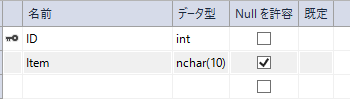 名前 データ型 Null を許容 既定
ID int
Item nchar(10)